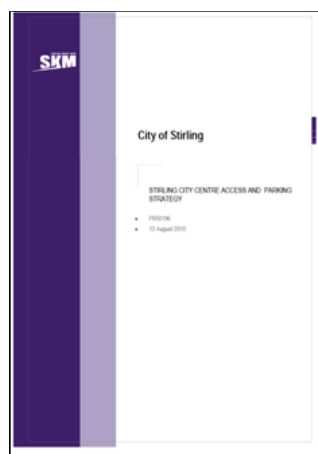 SKM
City of Stirling
STIRLING CITY CENTRE ACCESS AND PARKING
STRATEGY
13 August 2010